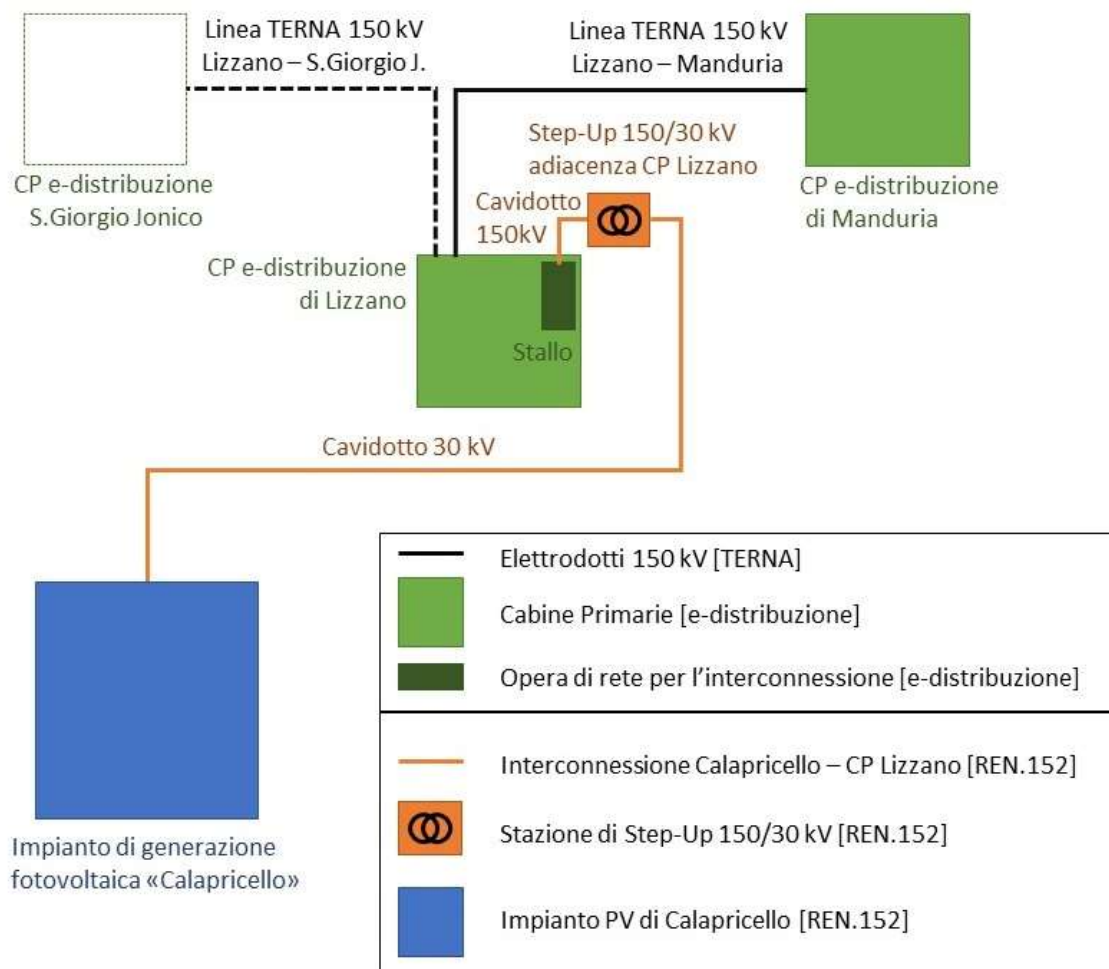 Linea TERNA 150 kV
Lizzano – S.Giorgio J.
Linea TERNA 150 kV
Lizzano – Manduria
Step-Up 150/30 kV
adiacenza CP Lizzano
CP e-distribuzione
S.Giorgio Jonico
CP e-distribuzione
di Manduria
Cavidotto
150kV
CP e-distribuzione
di Lizzano
Stallo
Cavidotto 30 kV
Elettrodotti 150 kV [TERNA]
Cabine Primarie [e-distribuzione]
Opera di rete per l’interconnessione [e-distribuzione]
Interconnessione Calapricello – CP Lizzano [REN.152]
Stazione di Step-Up 150/30 kV [REN.152]
Impianto PV di Calapricello [REN.152]
Impianto di generazione
fotovoltaica «Calapricello»